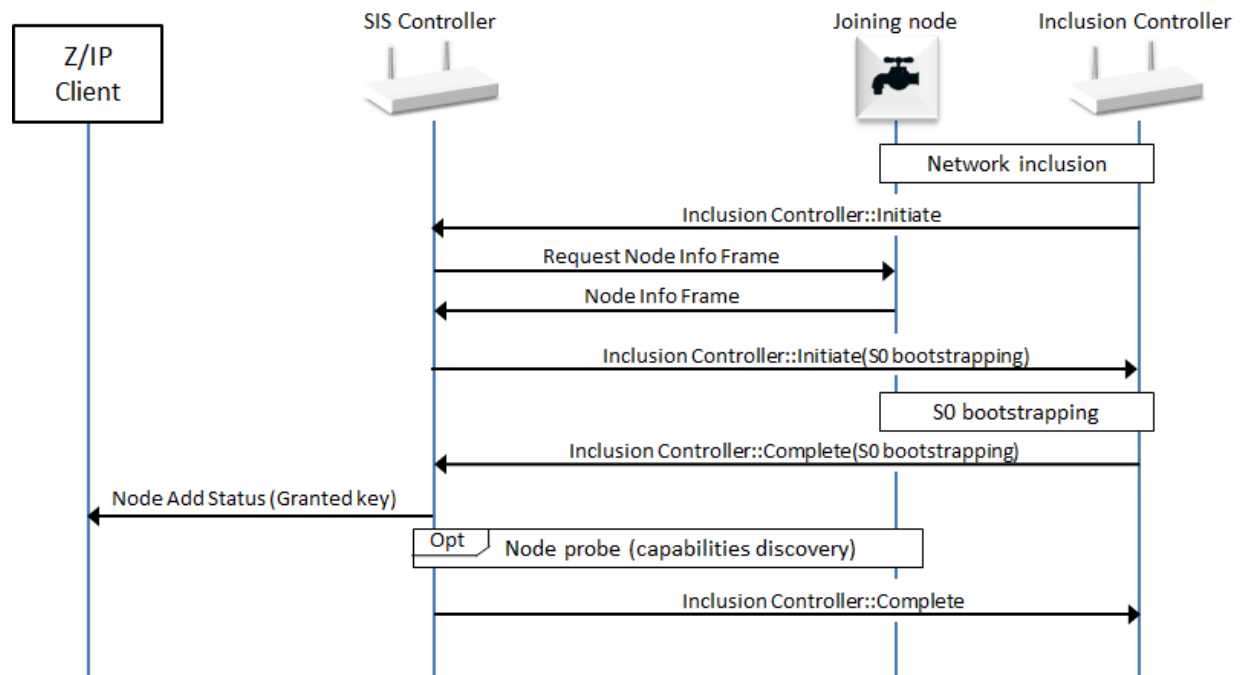 SIS Controller
Joining node
Inclusion Controller
Z/IP
Client
Network inclusion
Inclusion Controller::Initiate
Request Node Info Frame
Node Info Frame
Inclusion Controller::Initiate(S0 bootstrapping)
S0 bootstrapping
Inclusion Controller::Complete(S0 bootstrapping)
Node Add Status (Granted key)
Opt
Node probe (capabilities discovery)
Inclusion Controller::Complete